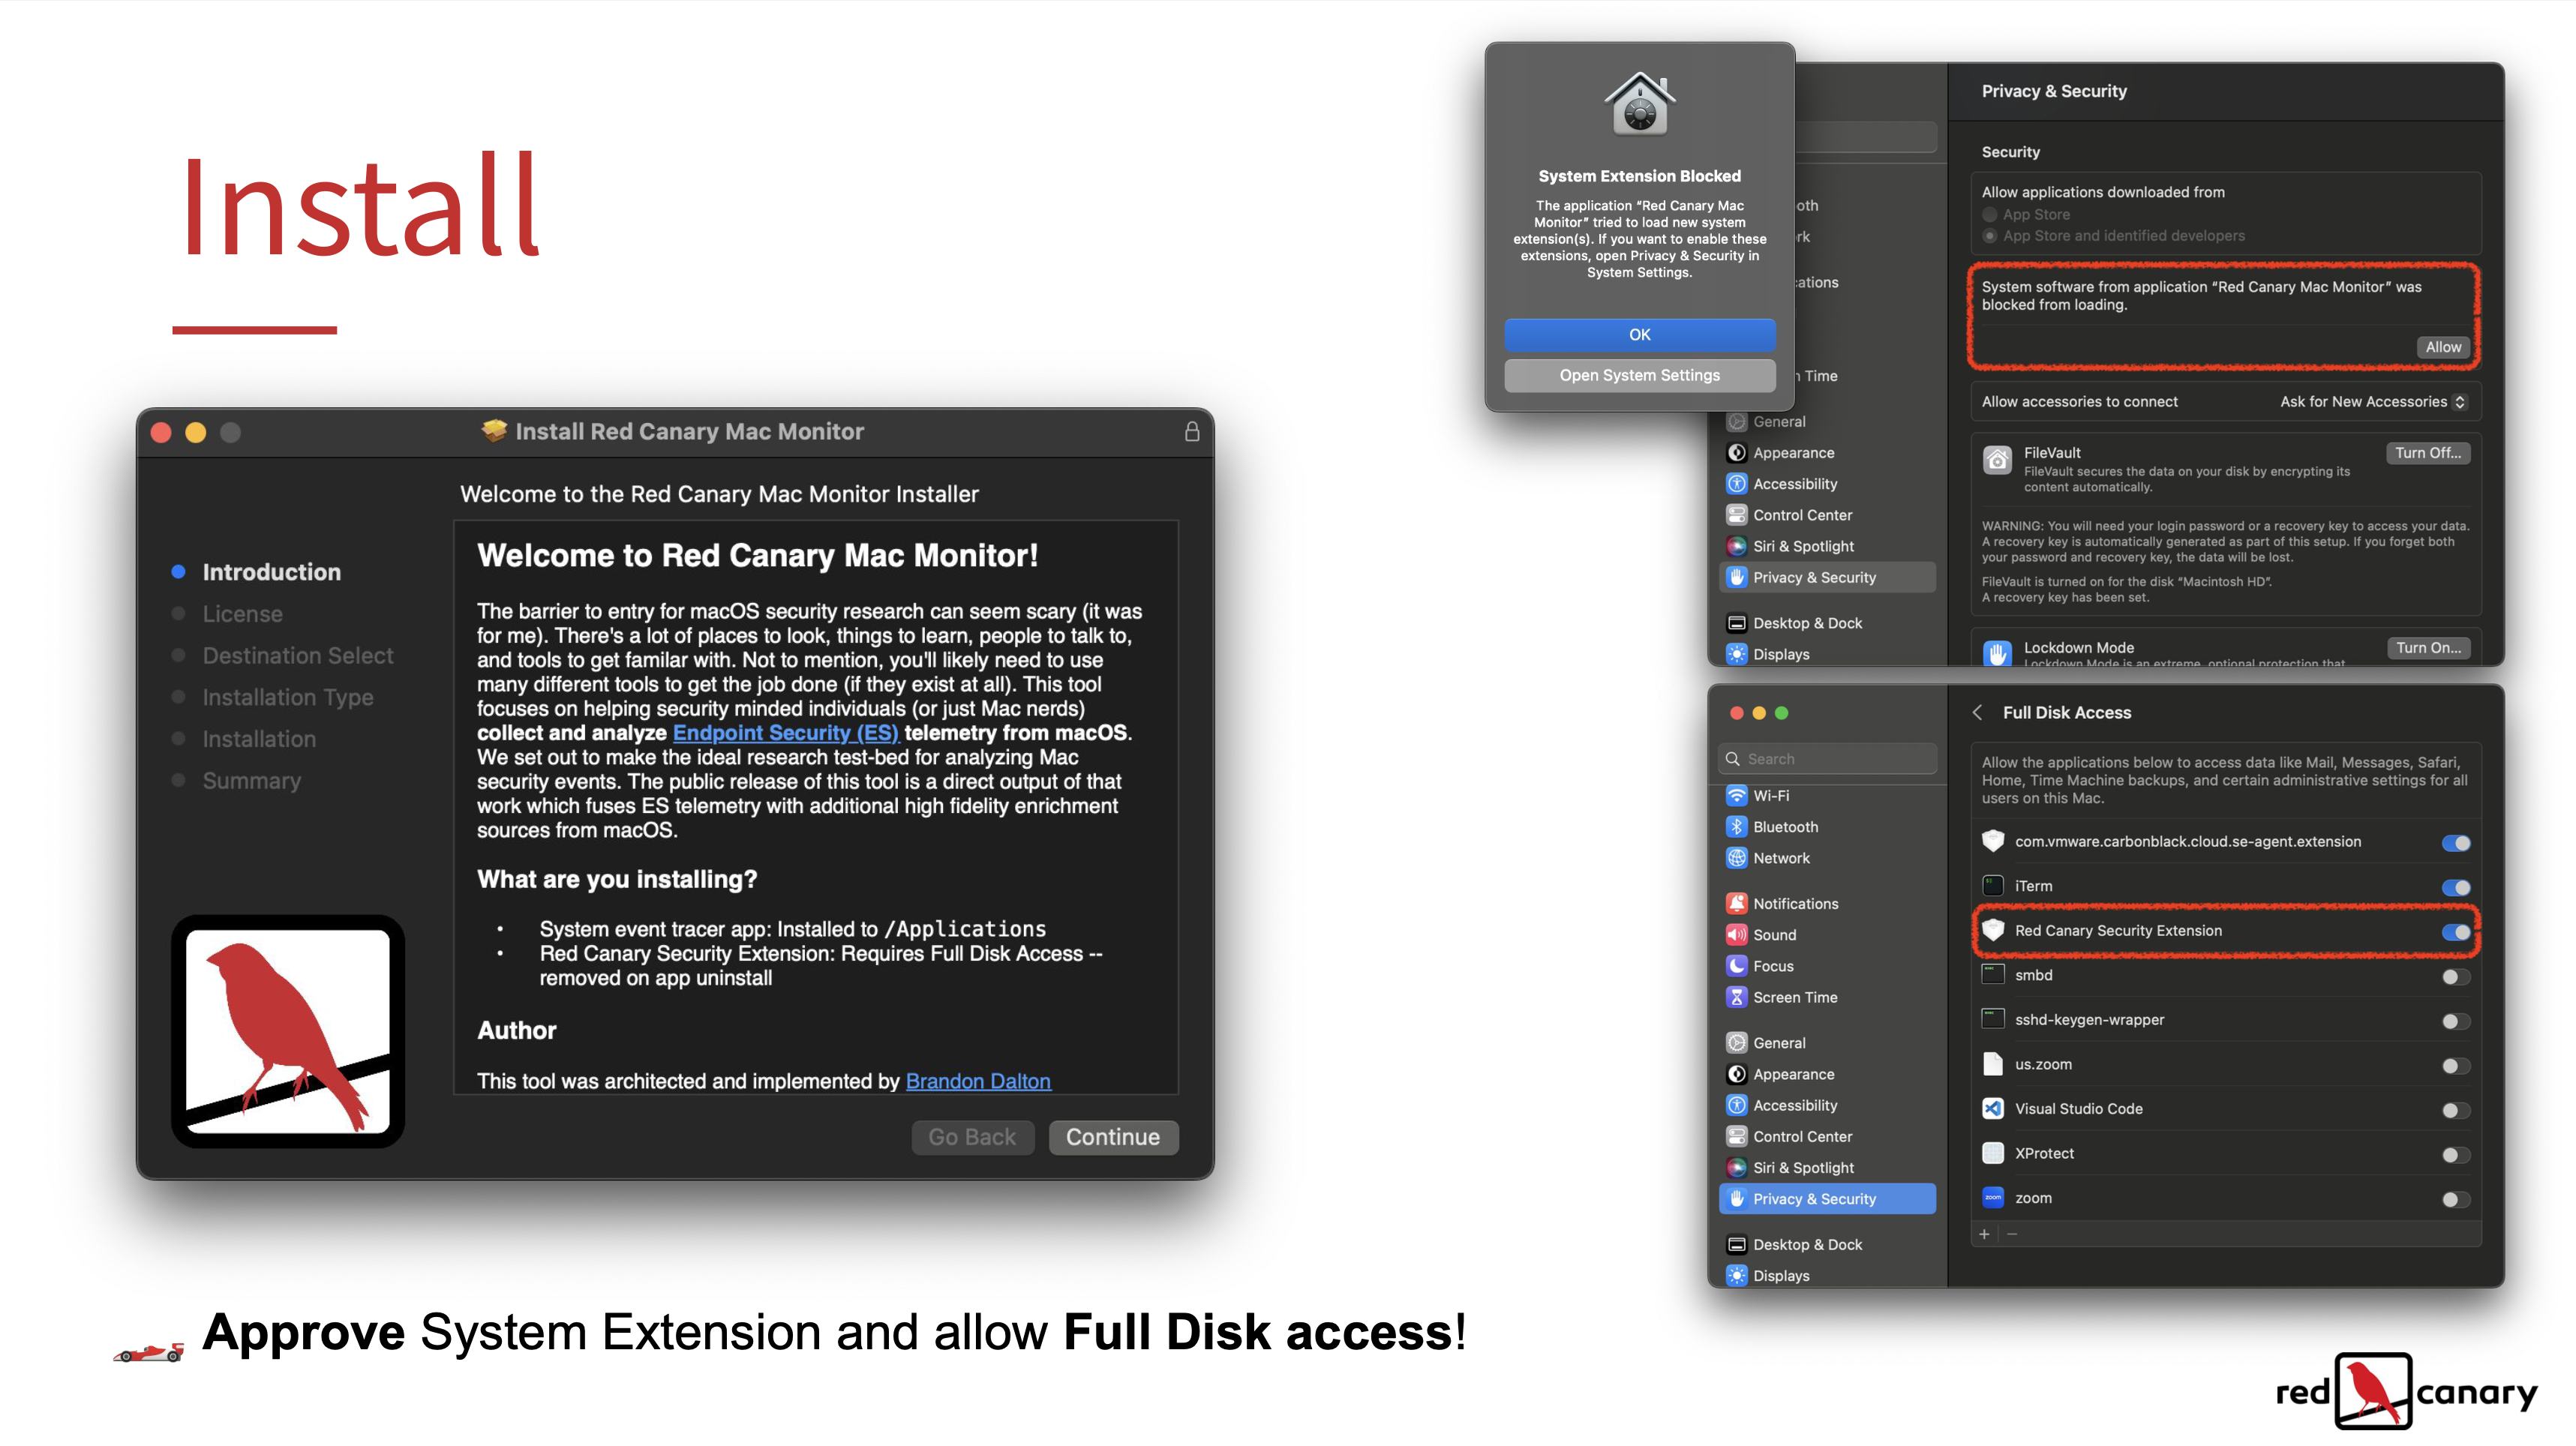 Install
Install Red Canary Mac Monitor
Welcome to the Red Canary Mac Monitor Installer
Introduction
License
Destination Select
Installation Type
Installation
Summary
Welcome to Red Canary Mac Monitor!
The barrier to entry for macOS security research can seem scary (it was
for me). There's a lot of places to look, things to learn, people to talk to,
and tools to get familar with. Not to mention, you'll likely need to use
many different tools to get the job done (if they exist at all). This tool
focuses on helping security minded individuals (or just Mac nerds)
collect and analyze Endpoint Security (ES) telemetry from macOS.
We set out to make the ideal research test-bed for analyzing Mac
security events. The public release of this tool is a direct output of that
work which fuses ES telemetry with additional high fidelity enrichment
sources from macOS.
What are you installing?
• System event tracer app: Installed to /Applications
• Red Canary Security Extension: Requires Full Disk Access --
removed on app uninstall
Author
This tool was architected and implemented by Brandon Dalton
Go Back
Continue
Approve System Extension and allow Full Disk access!
System Extension Blocked
The application “Red Canary Mac
Monitor” tried to load new system
extension(s). If you want to enable these
extensions, open Privacy & Security in
System Settings.
OK
Open System Settings
oth
rk
cations
n Time
General
Appearance
Accessibility
Control Center
Siri & Spotlight
Privacy & Security
Desktop & Dock
Displays
Privacy & Security
Security
Allow applications downloaded from
App Store
App Store and identified developers
System software from application “Red Canary Mac Monitor” was
blocked from loading.
Allow
Allow accessories to connect
Ask for New Accessories
FileVault
Turn Off...
FileVault secures the data on your disk by encrypting its
content automatically.
WARNING: You will need your login password or a recovery key to access your data.
A recovery key is automatically generated as part of this setup. If you forget both
your password and recovery key, the data will be lost.
FileVault is turned on for the disk “Macintosh HD”.
A recovery key has been set.
Lockdown Mode
Turn On...
Lockdown Mode is an extreme, optional protection that
Search
Wi-Fi
Bluetooth
Network
Notifications
Sound
Focus
Screen Time
General
Appearance
Accessibility
Control Center
Siri & Spotlight
Privacy & Security
Desktop & Dock
Displays
Full Disk Access
Allow the applications below to access data like Mail, Messages, Safari,
Home, Time Machine backups, and certain administrative settings for all
users on this Mac.
com.vmware.carbonblack.cloud.se-agent.extension
iTerm
Red Canary Security Extension
smbd
sshd-keygen-wrapper
us.zoom
Visual Studio Code
XProtect
zoom
zoom
red canary